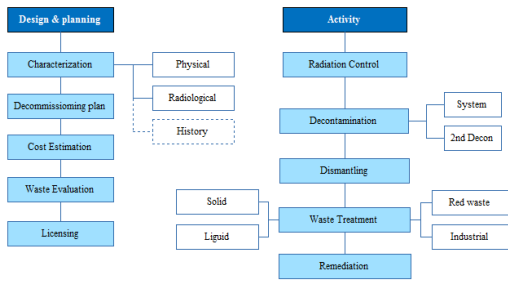 Design & planning
Characterization
Physical
Radiological
History
Decommissioming plan
Cost Estimation
Waste Evaluation
Licensing
Activity
Radiation Control
Decontamination
System
2nd Decon
Dismantling
Solid
Liguid
Waste Treatment
Red waste
Industrial
Remediation